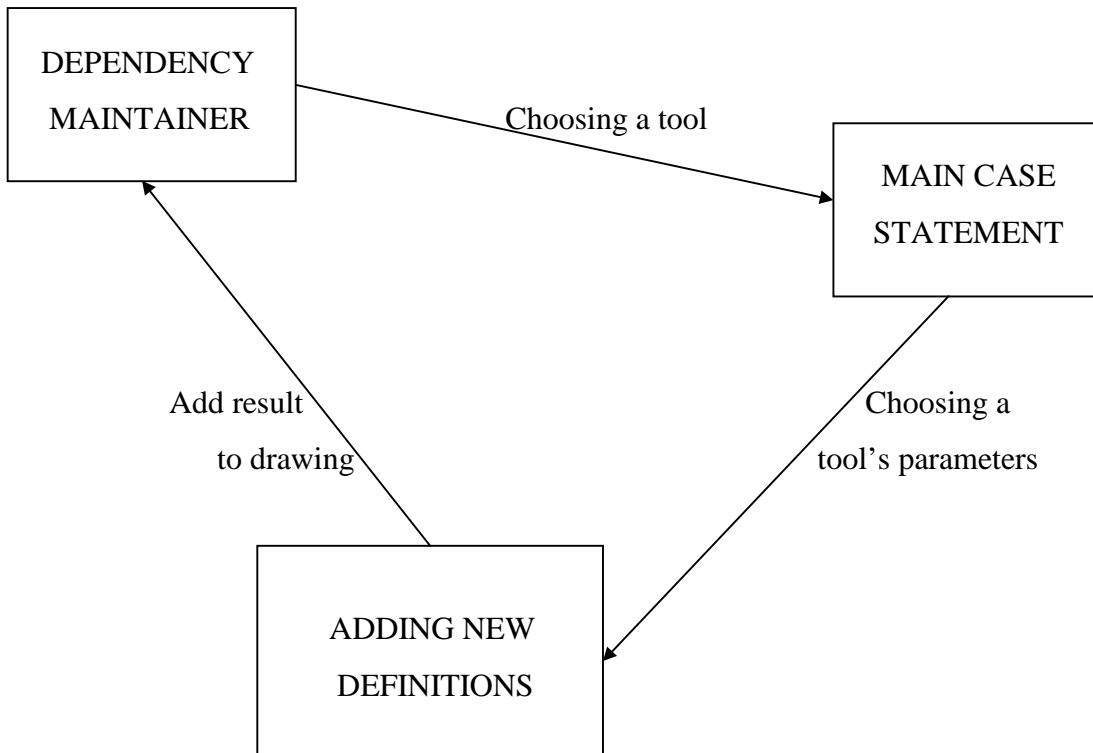 DEPENDENCY
MAINTAINER
Choosing a tool
MAIN CASE
STATEMENT
Add result
to drawing
Choosing a
tool’s parameters
ADDING NEW
DEFINITIONS